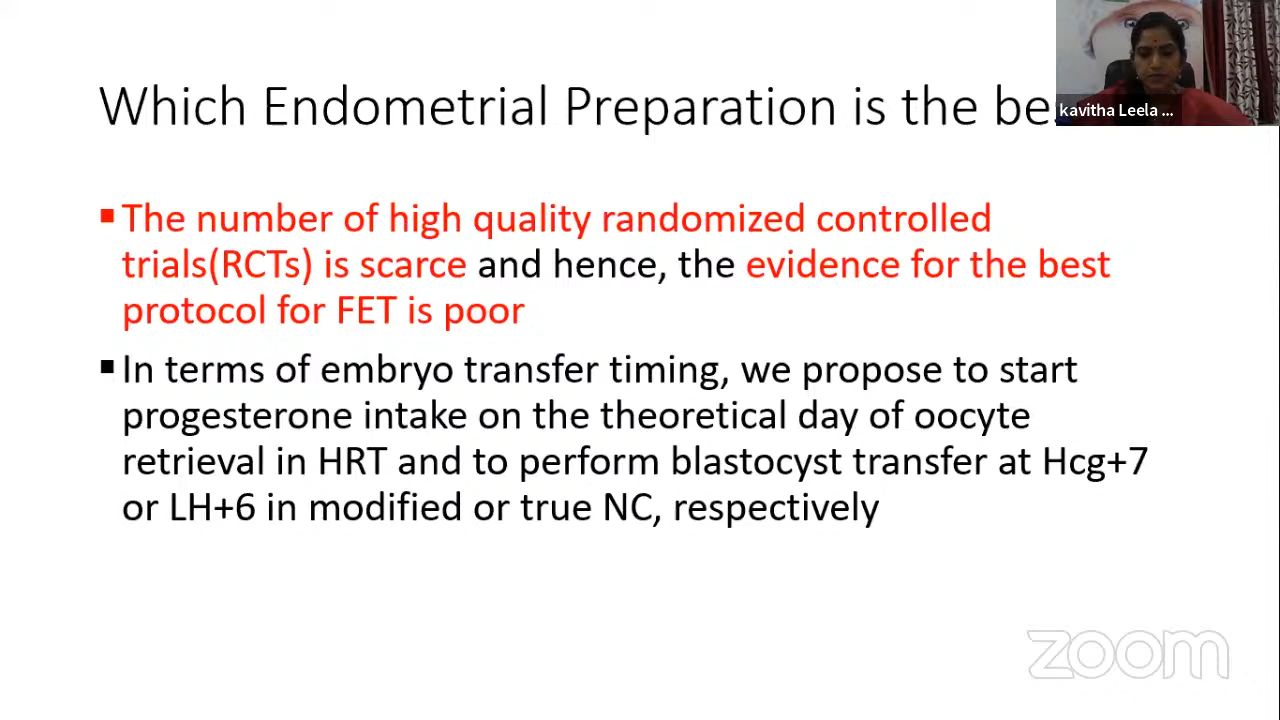 Which Endometrial Preparation is the
kavitha Leela ...
▪The number of high quality randomized controlled
trials(RCTs) is scarce and hence, the evidence for the best
protocol for FET is poor
▪In terms of embryo transfer timing, we propose to start
progesterone intake on the theoretical day of oocyte
retrieval in HRT and to perform blastocyst transfer at Hcg+7
or LH+6 in modified or true NC, respectively
zoom